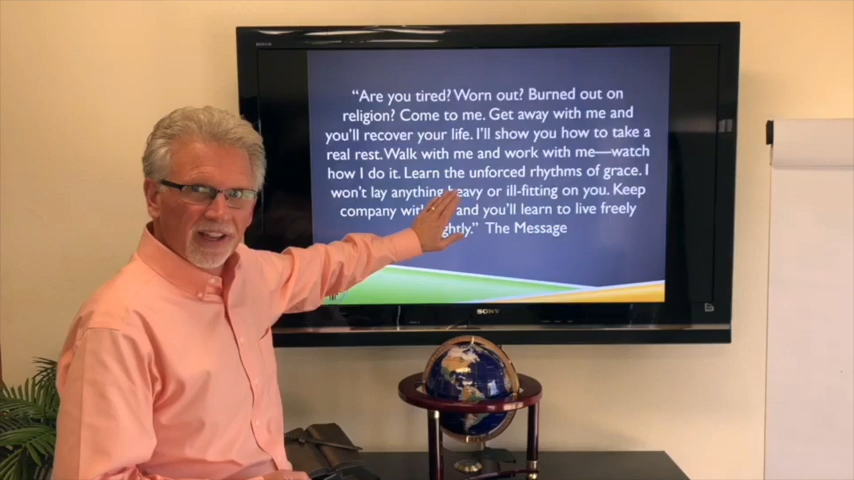 “Are you tired? Worn out? Burned out on
religion? Come to me. Get away with me and
you'll recover your life. I'll show you how to take a
real rest. Walk with me and work with me—watch
how I do it. Learn the unforced rhythms of grace. I
won't lay anything heavy or ill-fitting on you. Keep
company and you'll learn to live freely
The Message
SONY